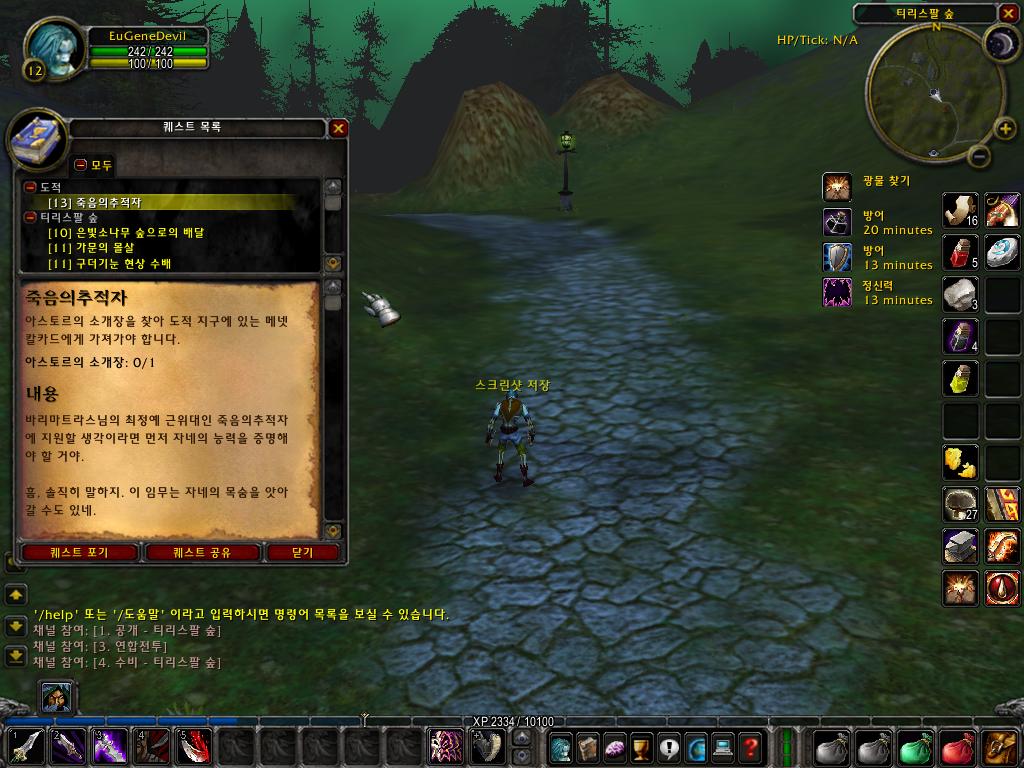 EuGeneDevil
242 / 242
100 / 100
12
티리스팔 숲
N
HP/Tick: N/A
퀘스트 목록
모두
도적
[13] 죽음의추적자
티리스팔 숲
[10] 은빛소나무 숲으로의 배달
[11] 가문의 몰살
[11] 구더기눈 현상 수배
죽음의추적자
아스토르의 소개장을 찾아 도적 지구에 있는 메넷
칼카드에게 가져가야 합니다.
아스토르의 소개장: 0/1
내용
바리마트라스님의 최정예 근위대인 죽음의추적자
에 지원할 생각이라면 먼저 자네의 능력을 증명해
야 할 거야.
흠, 솔직히 말하지. 이 임무는 자네의 목숨을 앗아
갈 수도 있네.
퀘스트 포기
퀘스트 공유
닫기
광물 찾기
방어
20 minutes
방어
13 minutes
정신력
13 minutes
16
5
3
4
27
스크린샷 저장
'/help' 또는 '/도움말' 이라고 입력하시면 명령어 목록을 보실 수 있습니다.
채널 참여: [1. 공개 - 티리스팔 숲]
채널 참여: [3. 연합전투]
채널 참여: [4. 수비 - 티리스팔 숲]
XP 2334 / 10100
1
2
3
4
5